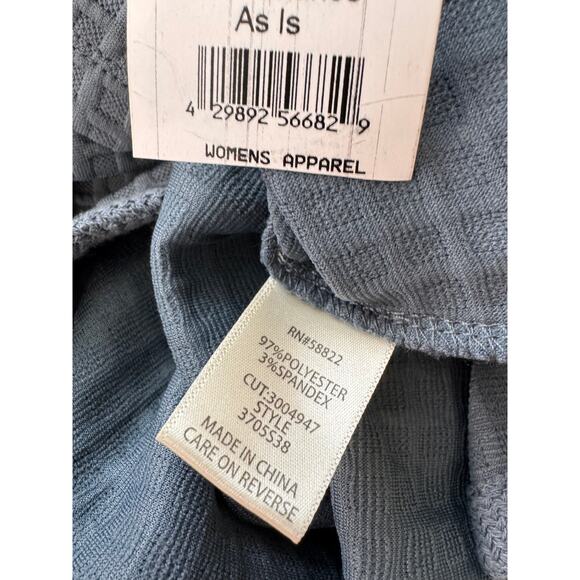 As Is
4 29892 56682 9
WOMENS APPAREL
RN#58822
97%POLYESTER
3%SPANDEX
CUT:3004947
STYLE
3705538
MADE IN CHINA
CARE ON REVERSE